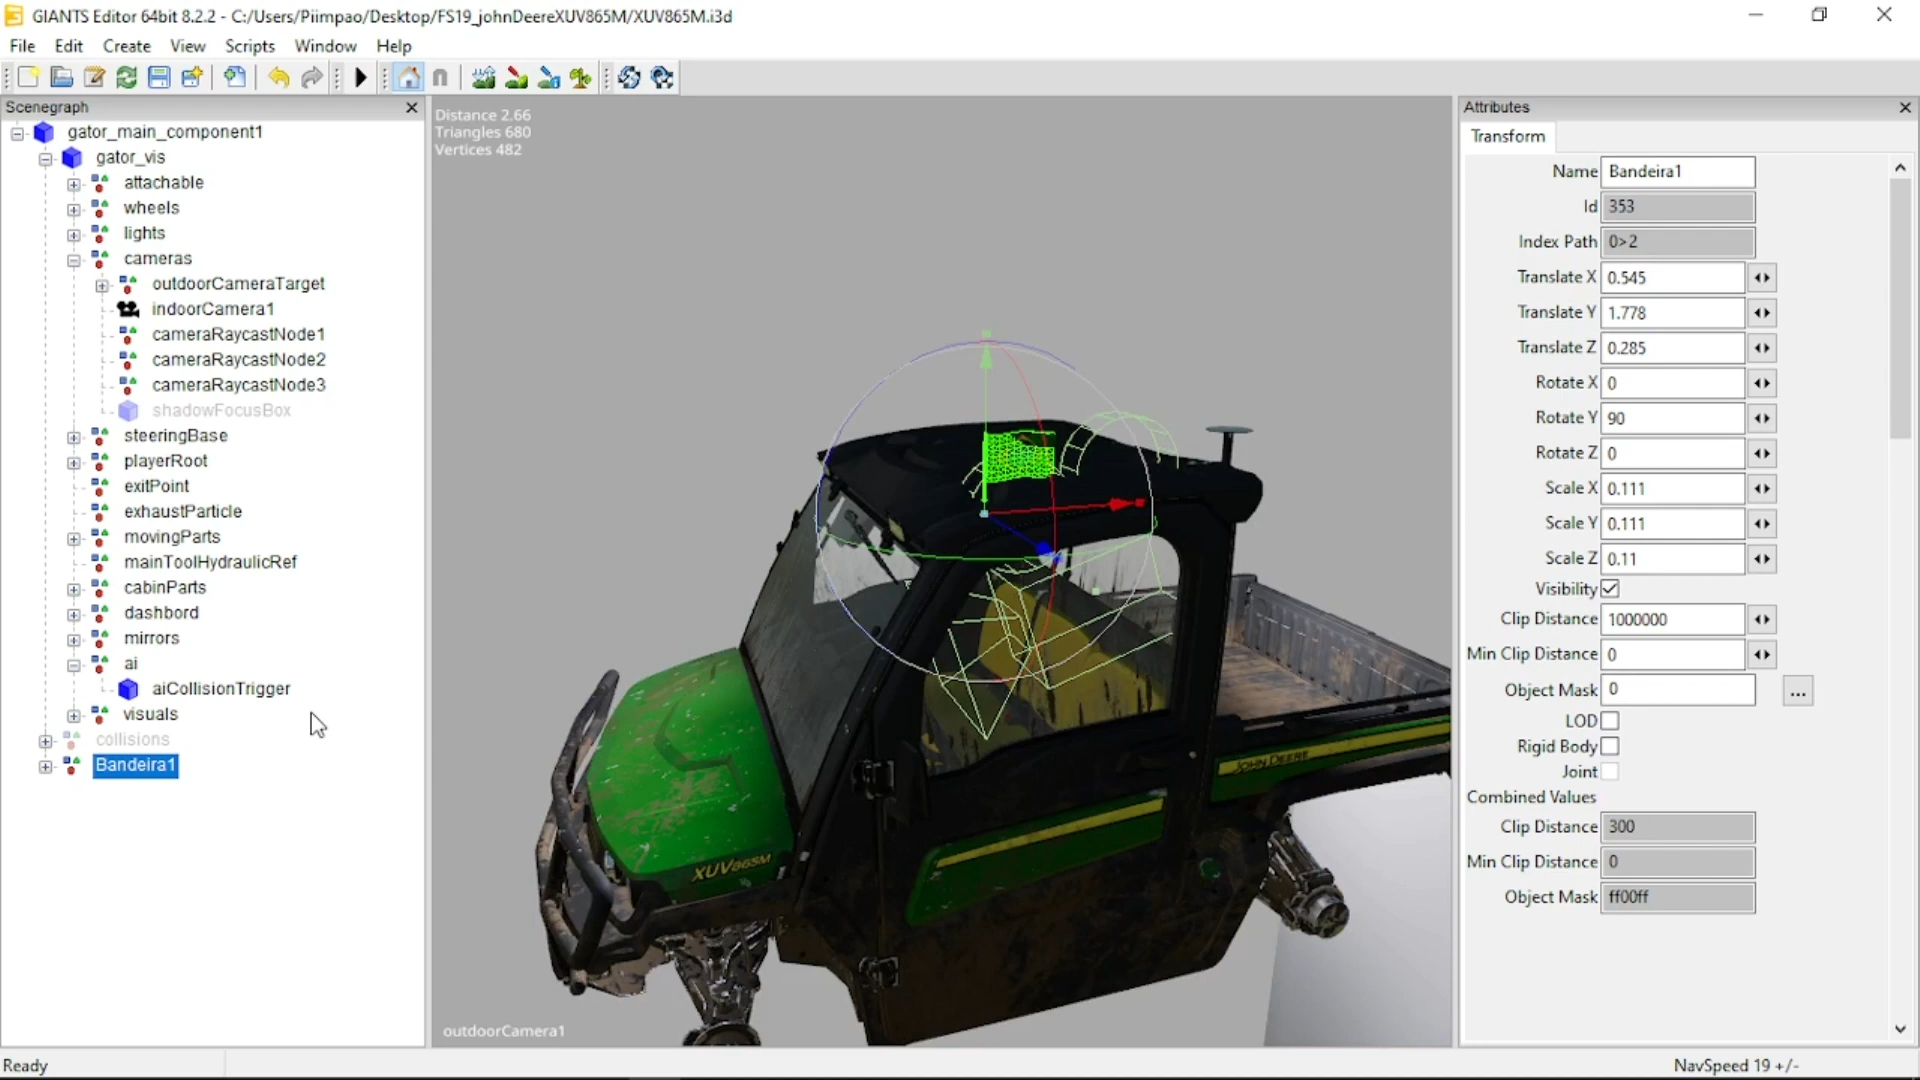 GIANTS Editor 64bit 8.2.2 - C:/Users/Piimpao/Desktop/FS19_johnDeereXUV865M/XUV865M.i3d
File Edit Create View Scripts Window Help
Scenegraph
gator_main_component1
gator_vis
attachable
wheels
lights
cameras
outdoorCameraTarget
indoorCamera1
cameraRaycastNode1
cameraRaycastNode2
cameraRaycastNode3
shadowFocusBox
steeringBase
playerRoot
exitPoint
exhaustParticle
movingParts
mainToolHydraulicRef
cabinParts
dashbord
mirrors
ai
aiCollisionTrigger
visuals
collisions
Bandeira1
Distance 2.66
Triangles 680
Vertices 482
JOHN DEERE
XUV865M
outdoorCamera1
Attributes
Transform
Name Bandeira1
Id 353
Index Path 0>2
Translate X 0.545
Translate Y 1.778
Translate Z 0.285
Rotate X 0
Rotate Y 90
Rotate Z 0
Scale X 0.111
Scale Y 0.111
Scale Z 0.11
Visibility
Clip Distance 1000000
Min Clip Distance 0
Object Mask 0 ...
LOD
Rigid Body
Joint
Combined Values
Clip Distance 300
Min Clip Distance 0
Object Mask ff00ff
Ready
NavSpeed 19 +/-